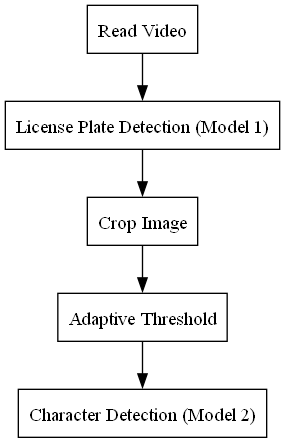 Read Video
License Plate Detection (Model 1)
Crop Image
Adaptive Threshold
Character Detection (Model 2)